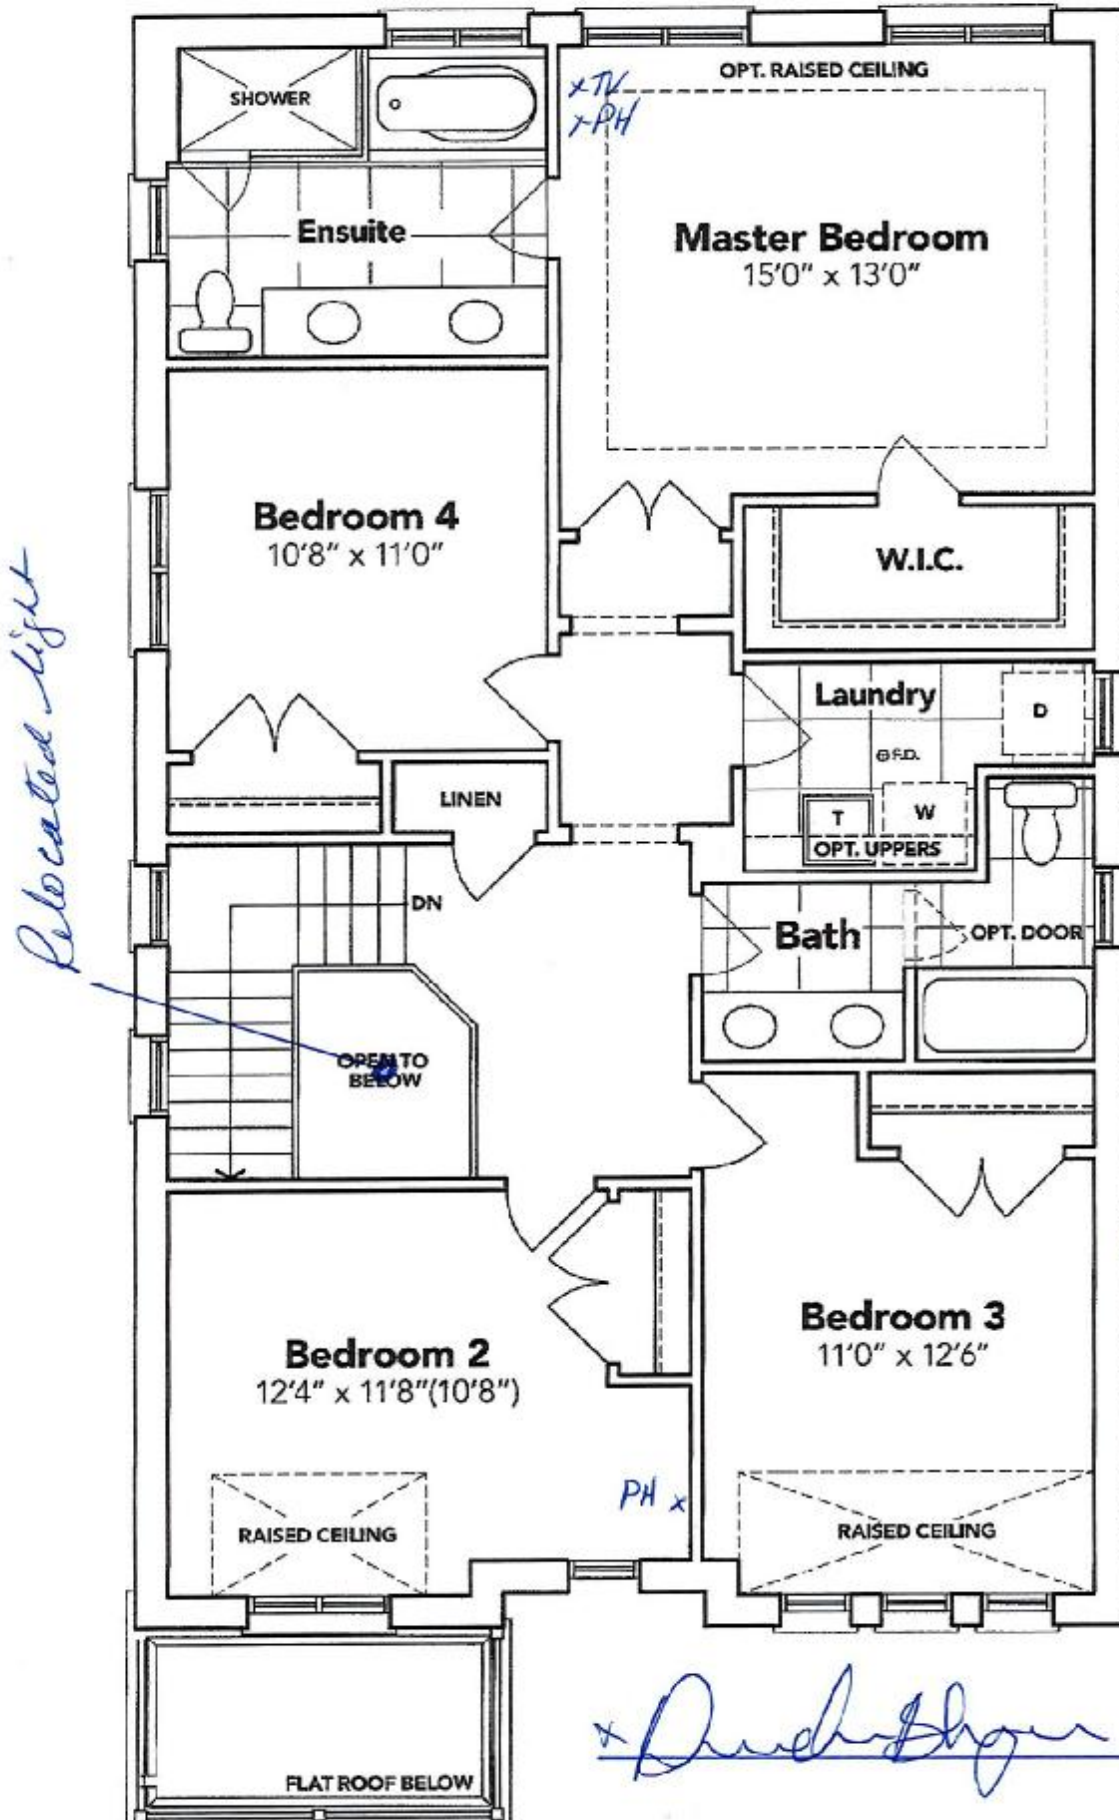 OPT. RAISED CEILING
SHOWER
x TV
x PH
Ensuite
Master Bedroom
15'0" x 13'0"
Bedroom 4
10'8" x 11'0"
W.I.C.
Relocated light
Laundry
D
F.D.
LINEN
T
W
OPT. UPPERS
DN
Bath
OPT. DOOR
OPEN TO
BELOW
Bedroom 3
11'0" x 12'6"
Bedroom 2
12'4" x 11'8"(10'8")
PH x
RAISED CEILING
RAISED CEILING
x
FLAT ROOF BELOW